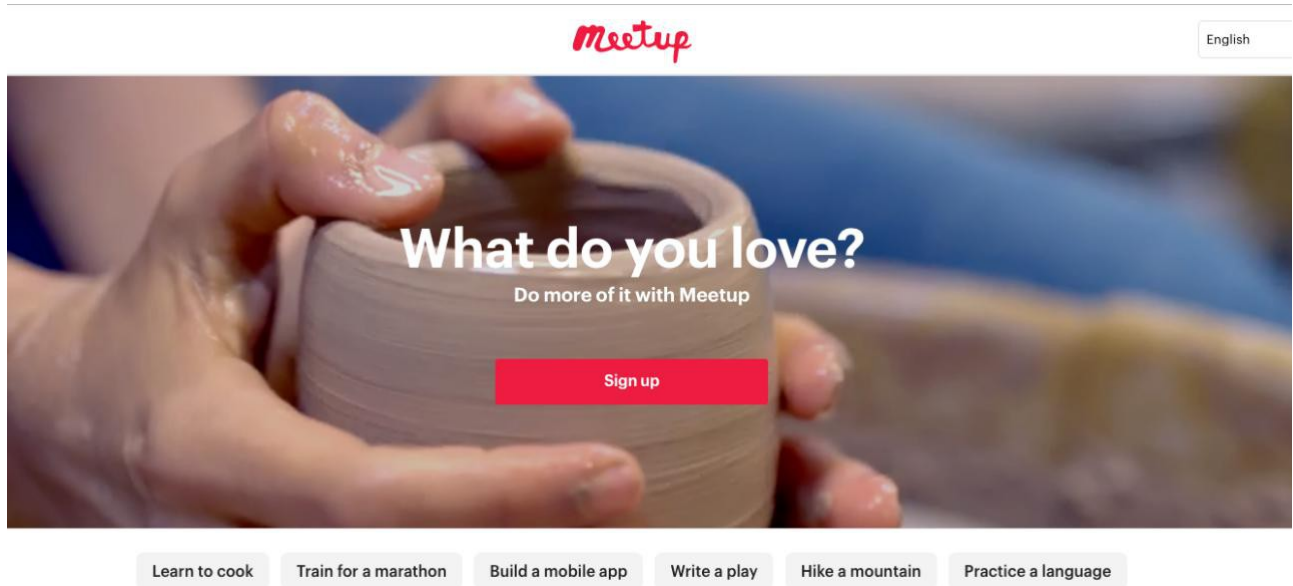 Meetup
English
What do you love?
Do more of it with Meetup
Sign up
Learn to cook
Train for a marathon
Build a mobile app
Write a play
Hike a mountain
Practice a language